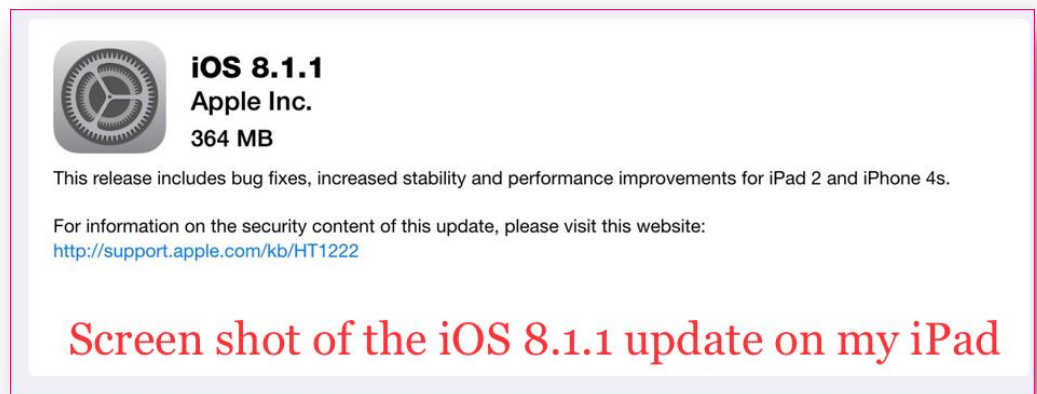 iOS 8.1.1
Apple Inc.
364 MB
This release includes bug fixes, increased stability and performance improvements for iPad 2 and iPhone 4s.
For information on the security content of this update, please visit this website:
http://support.apple.com/kb/HT1222
Screen shot of the iOS 8.1.1 update on my iPad